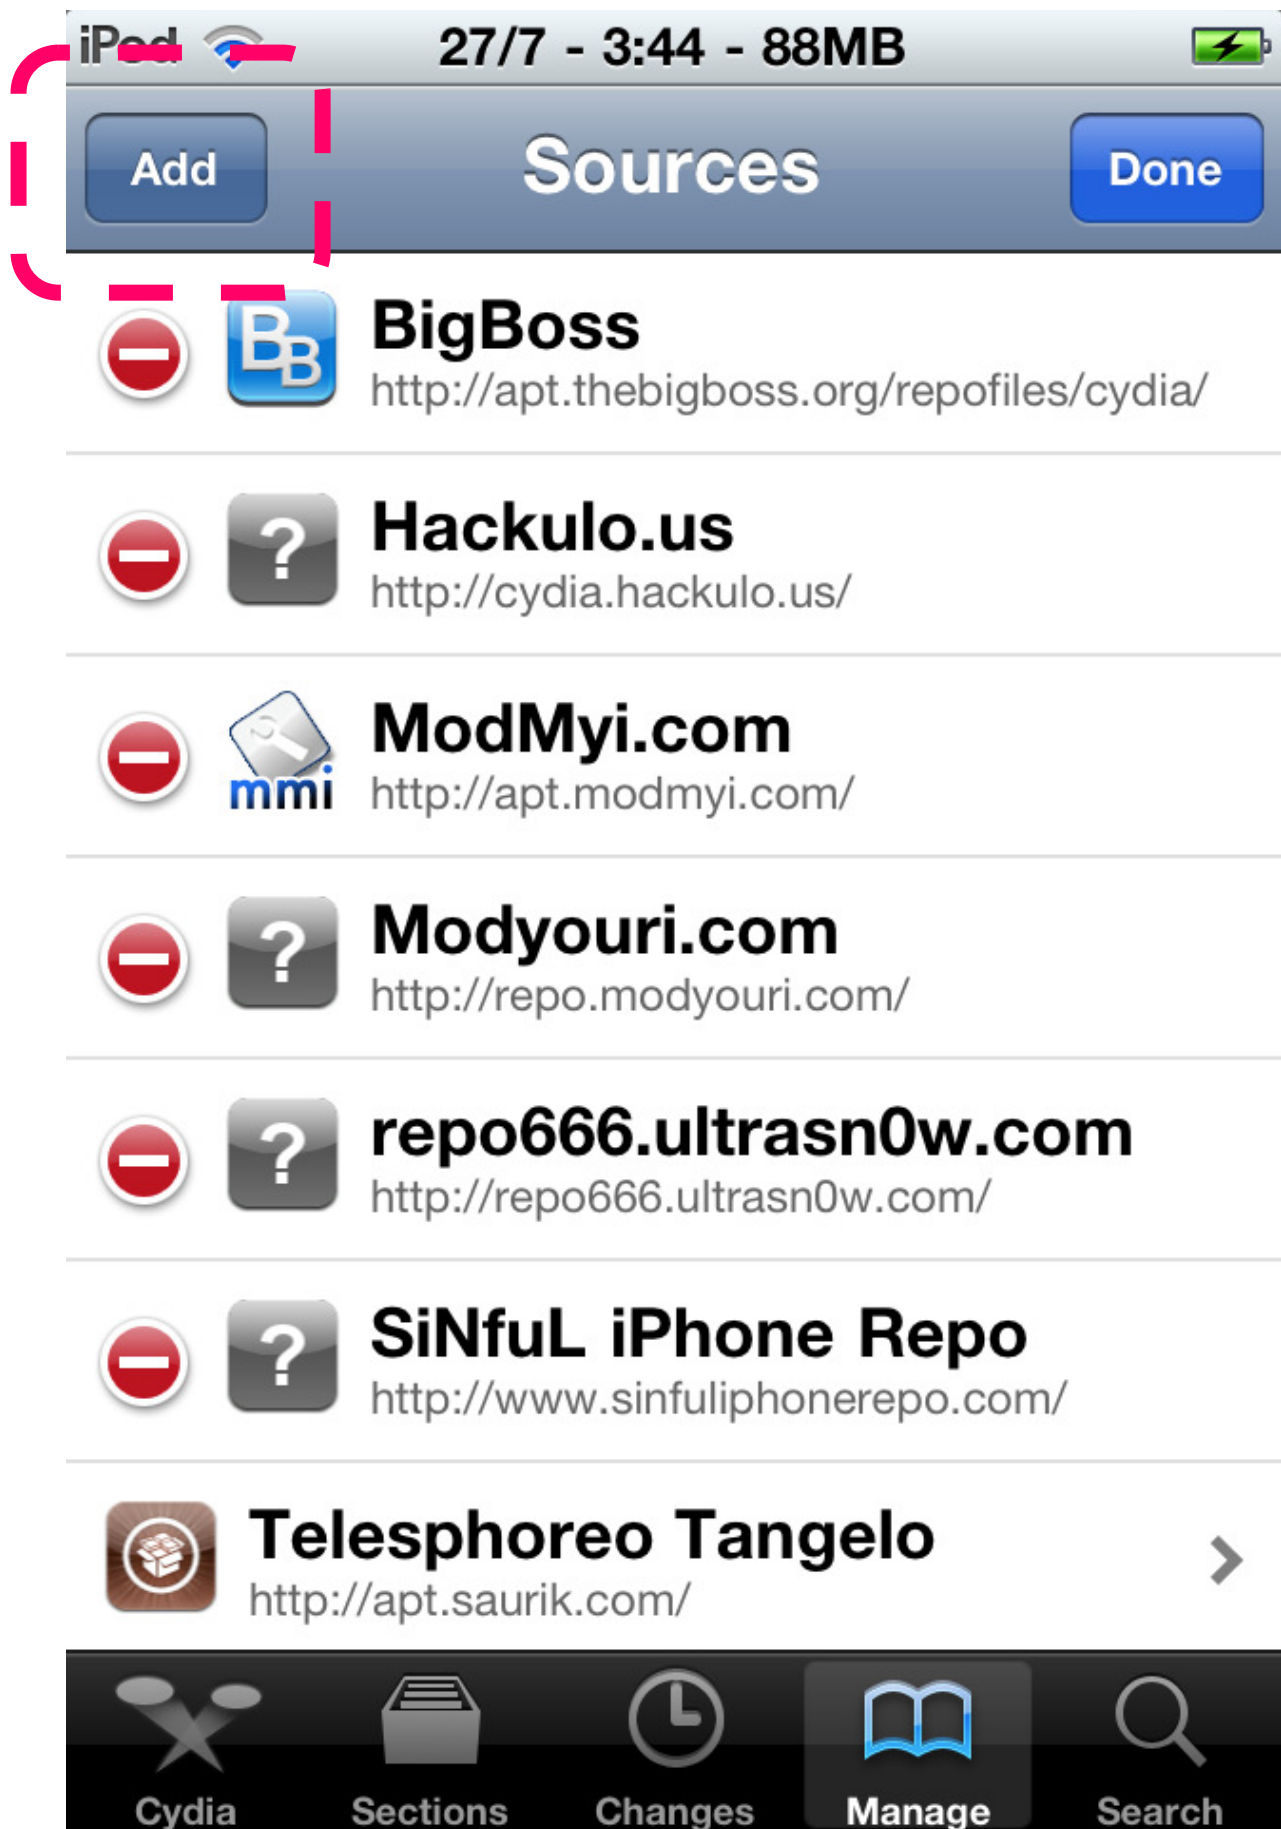 iPod 27/7 - 3:44 - 88MB
Add Sources Done
BB BigBoss
http://apt.thebigboss.org/repofiles/cydia/
? Hackulo.us
http://cydia.hackulo.us/
ModMyi.com
mmi http://apt.modmyi.com/
? Modyouri.com
http://repo.modyouri.com/
? repo666.ultrasn0w.com
http://repo666.ultrasn0w.com/
? SiNfuL iPhone Repo
http://www.sinfuliphonerepo.com/
Telesphoreo Tangelo
http://apt.saurik.com/
Cydia Sections Changes Manage Search